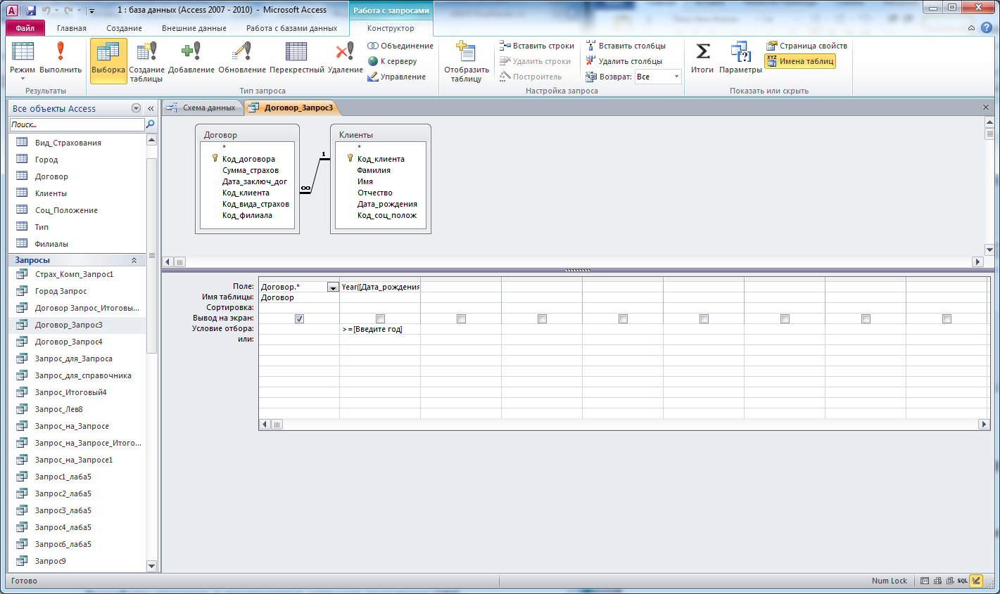 1 : база данных (Access 2007 - 2010) - Microsoft Access
Работа с запросами
Файл
Главная
Создание
Внешние данные
Работа с базами данных
Конструктор
Режим
Выполнить
Результаты
Выборка
Создание таблицы
Добавление
Обновление
Перекрестный
Удаление
Объединение
К серверу
Управление
Тип запроса
Отобразить таблицу
Вставить строки
Удалить строки
Построитель
Вставить столбцы
Удалить столбцы
Возврат: Все
Настройка запроса
Итоги
Параметры
Страница свойств
Имена таблиц
Показать или скрыть
Все объекты Access
Поиск...
Вид_Страхования
Город
Договор
Клиенты
Соц_Положение
Тип
Филиалы
Запросы
Страх_Комп_Запрос1
Город Запрос
Договор Запрос_Итоговы...
Договор_Запрос3
Договор_Запрос4
Запрос_для_Запроса
Запрос_для_справочника
Запрос_Итоговый4
Запрос_Лев8
Запрос_на_Запросе
Запрос_на_Запросе_Итого...
Запрос_на_Запросе1
Запрос1_лаба5
Запрос2_лаба5
Запрос3_лаба5
Запрос4_лаба5
Запрос6_лаба5
Запрос9
Схема данных
Договор_Запрос3
Договор
*
Код_договора
Сумма_страхов
Дата_заключ_дог
Код_клиента
Код_вида_страхов
Код_филиала
1
∞
Клиенты
*
Код_клиента
Фамилия
Имя
Отчество
Дата_рождения
Код_соц_полож
Поле: Договор.* Year([Дата_рождения
Имя таблицы: Договор
Сортировка:
Вывод на экран:
Условие отбора: >=[Введите год]
или:
Готово
Num Lock
SQL